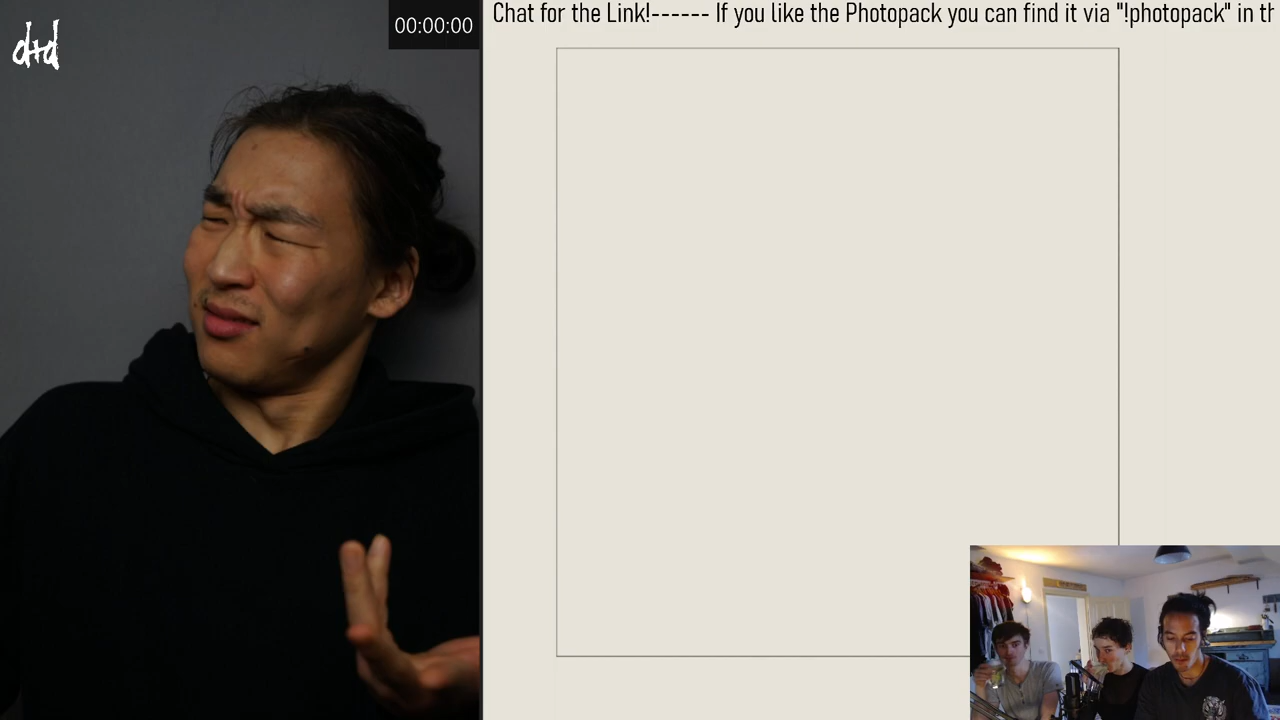 d+d
00:00:00
Chat for the Link!------ If you like the Photopack you can find it via "!photopack" in th